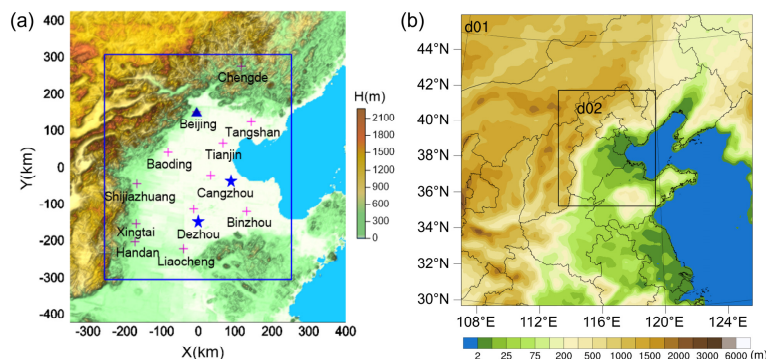 (a)
400
300
200
100
0
-100
-200
-300
-400
Y(km)
-300 -200 -100 0 100 200 300 400
X(km)
Chengde
Beijing
Tangshan
Tianjin
Baoding
Cangzhou
Shijiazhuang
Binzhou
Dezhou
Xingtai
Handan
Liaocheng
H(m)
2100
1800
1500
1200
900
600
300
0
(b)
d01
d02
44°N
42°N
40°N
38°N
36°N
34°N
32°N
30°N
108°E 112°E 116°E 120°E 124°E
2 25 75 200 500 1000 1500 2000 3000 6000 (m)